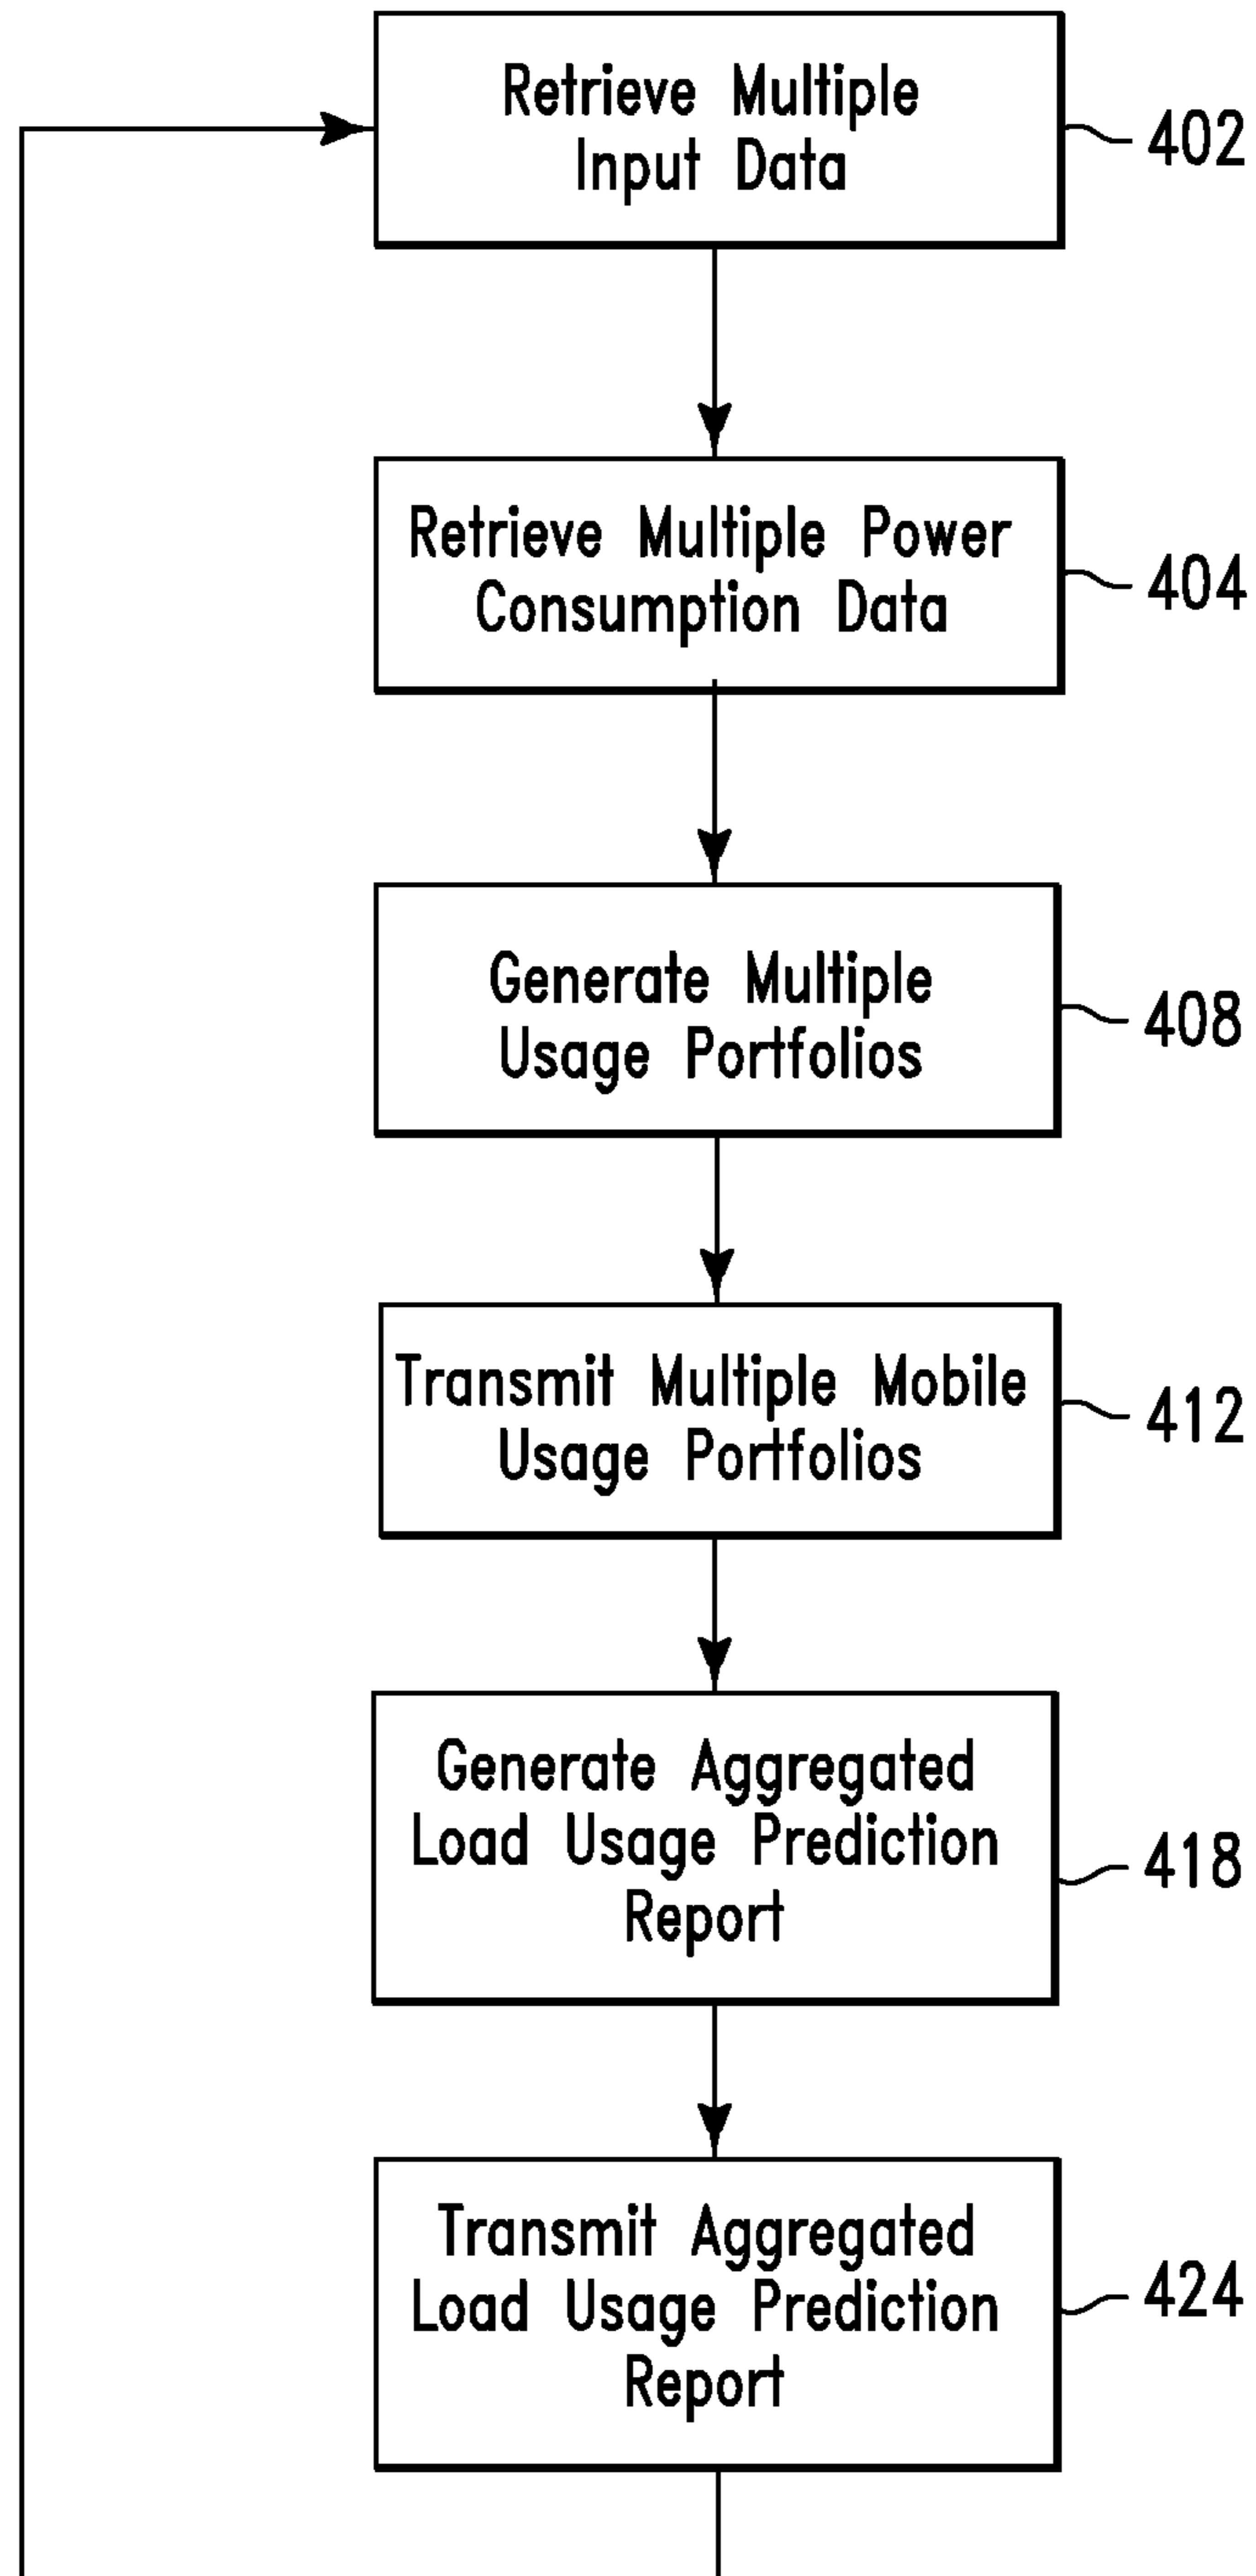 Retrieve Multiple
Input Data
402
Retrieve Multiple Power
Consumption Data
404
Generate Multiple
Usage Portfolios
408
Transmit Multiple Mobile
Usage Portfolios
412
Generate Aggregated
Load Usage Prediction
Report
418
Transmit Aggregated
Load Usage Prediction
Report
424